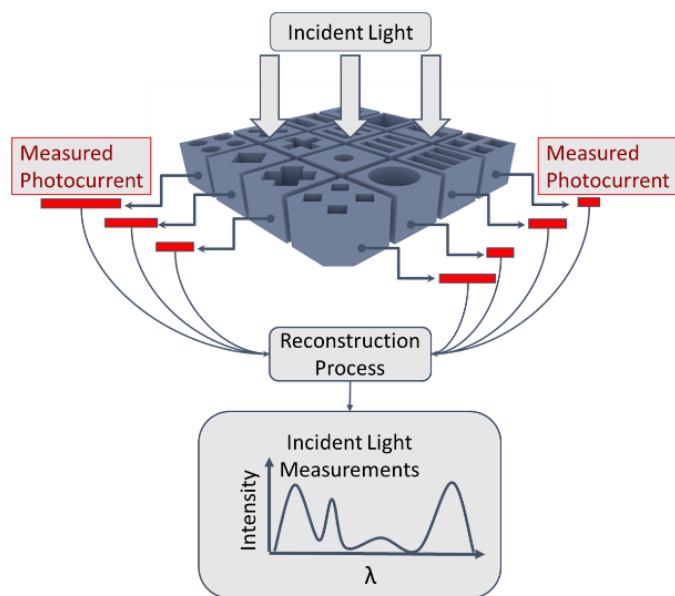 Incident Light
Measured
Photocurrent
Measured
Photocurrent
Reconstruction
Process
Incident Light
Measurements
Intensity
λ